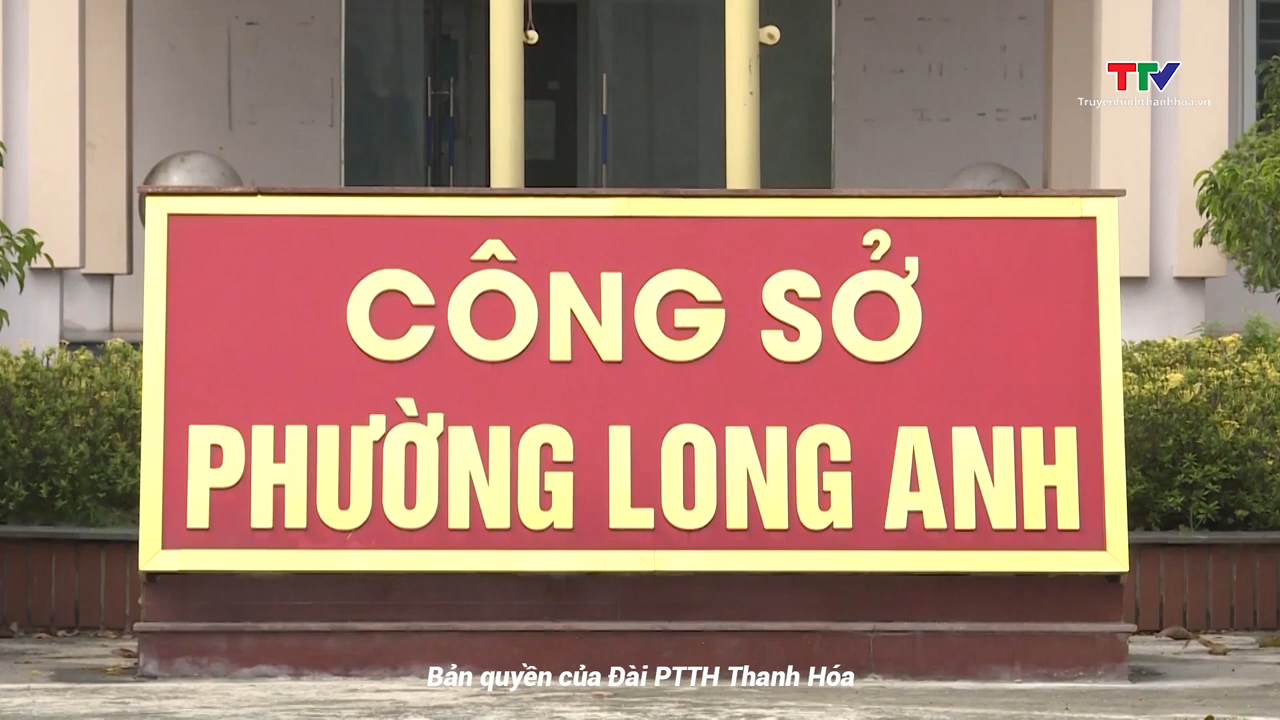 TTV
Truyenhinhthanhhoa.vn
CÔNG SỞ
PHƯỜNG LONG ANH
Bản quyền của Đài PTTH Thanh Hóa